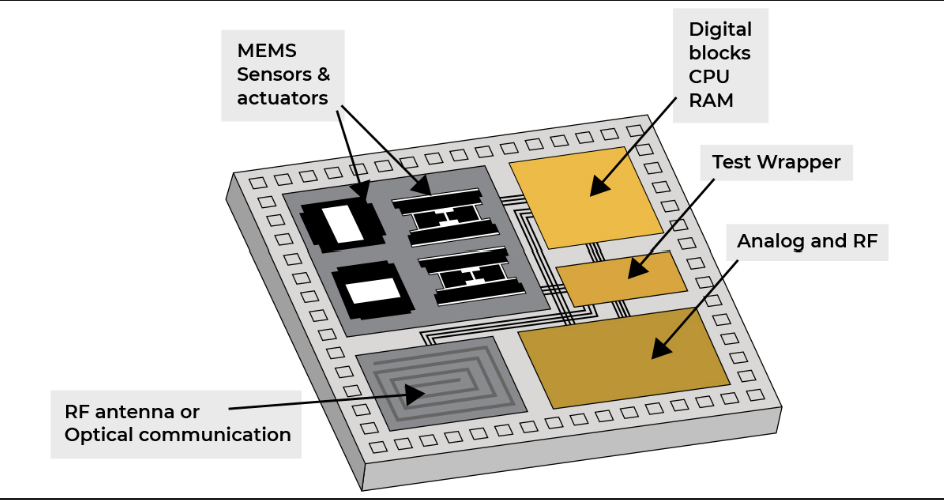 MEMS
Sensors &
actuators
Digital
blocks
CPU
RAM
Test Wrapper
Analog and RF
RF antenna or
Optical communication